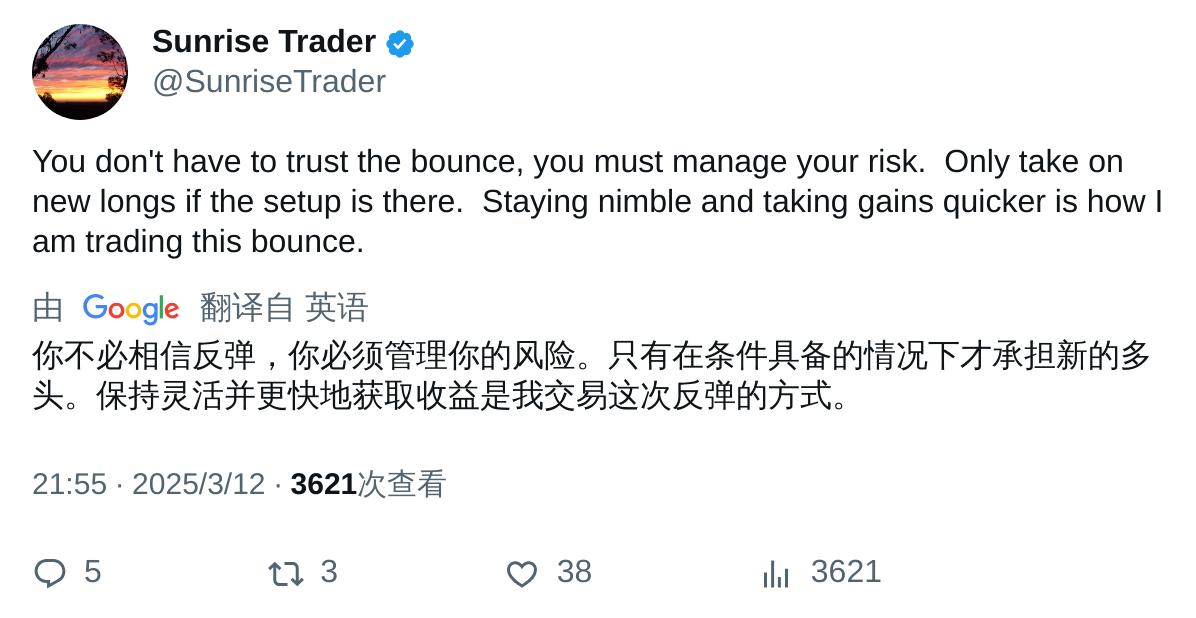 Sunrise Trader
@SunriseTrader
You don't have to trust the bounce, you must manage your risk.  Only take on
new longs if the setup is there.  Staying nimble and taking gains quicker is how I
am trading this bounce.
由 Google 翻译自 英语
你不必相信反弹，你必须管理你的风险。只有在条件具备的情况下才承担新的多
头。保持灵活并更快地获取收益是我交易这次反弹的方式。
21:55 · 2025/3/12 · 3621次查看
5 3 38 3621